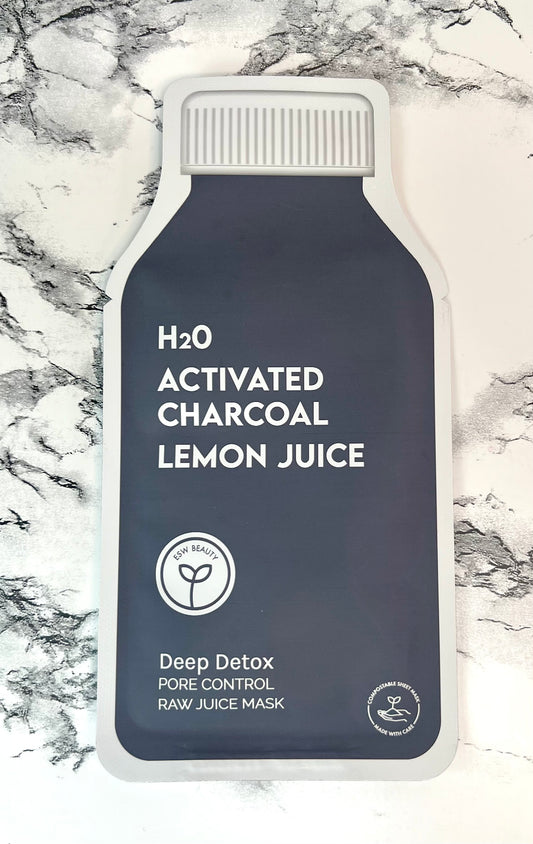 H2O
ACTIVATED
CHARCOAL
LEMON JUICE
ESW BEAUTY
Deep Detox
PORE CONTROL
RAW JUICE MASK
COMPOSTABLE SHEET MASK
MADE WITH CARE